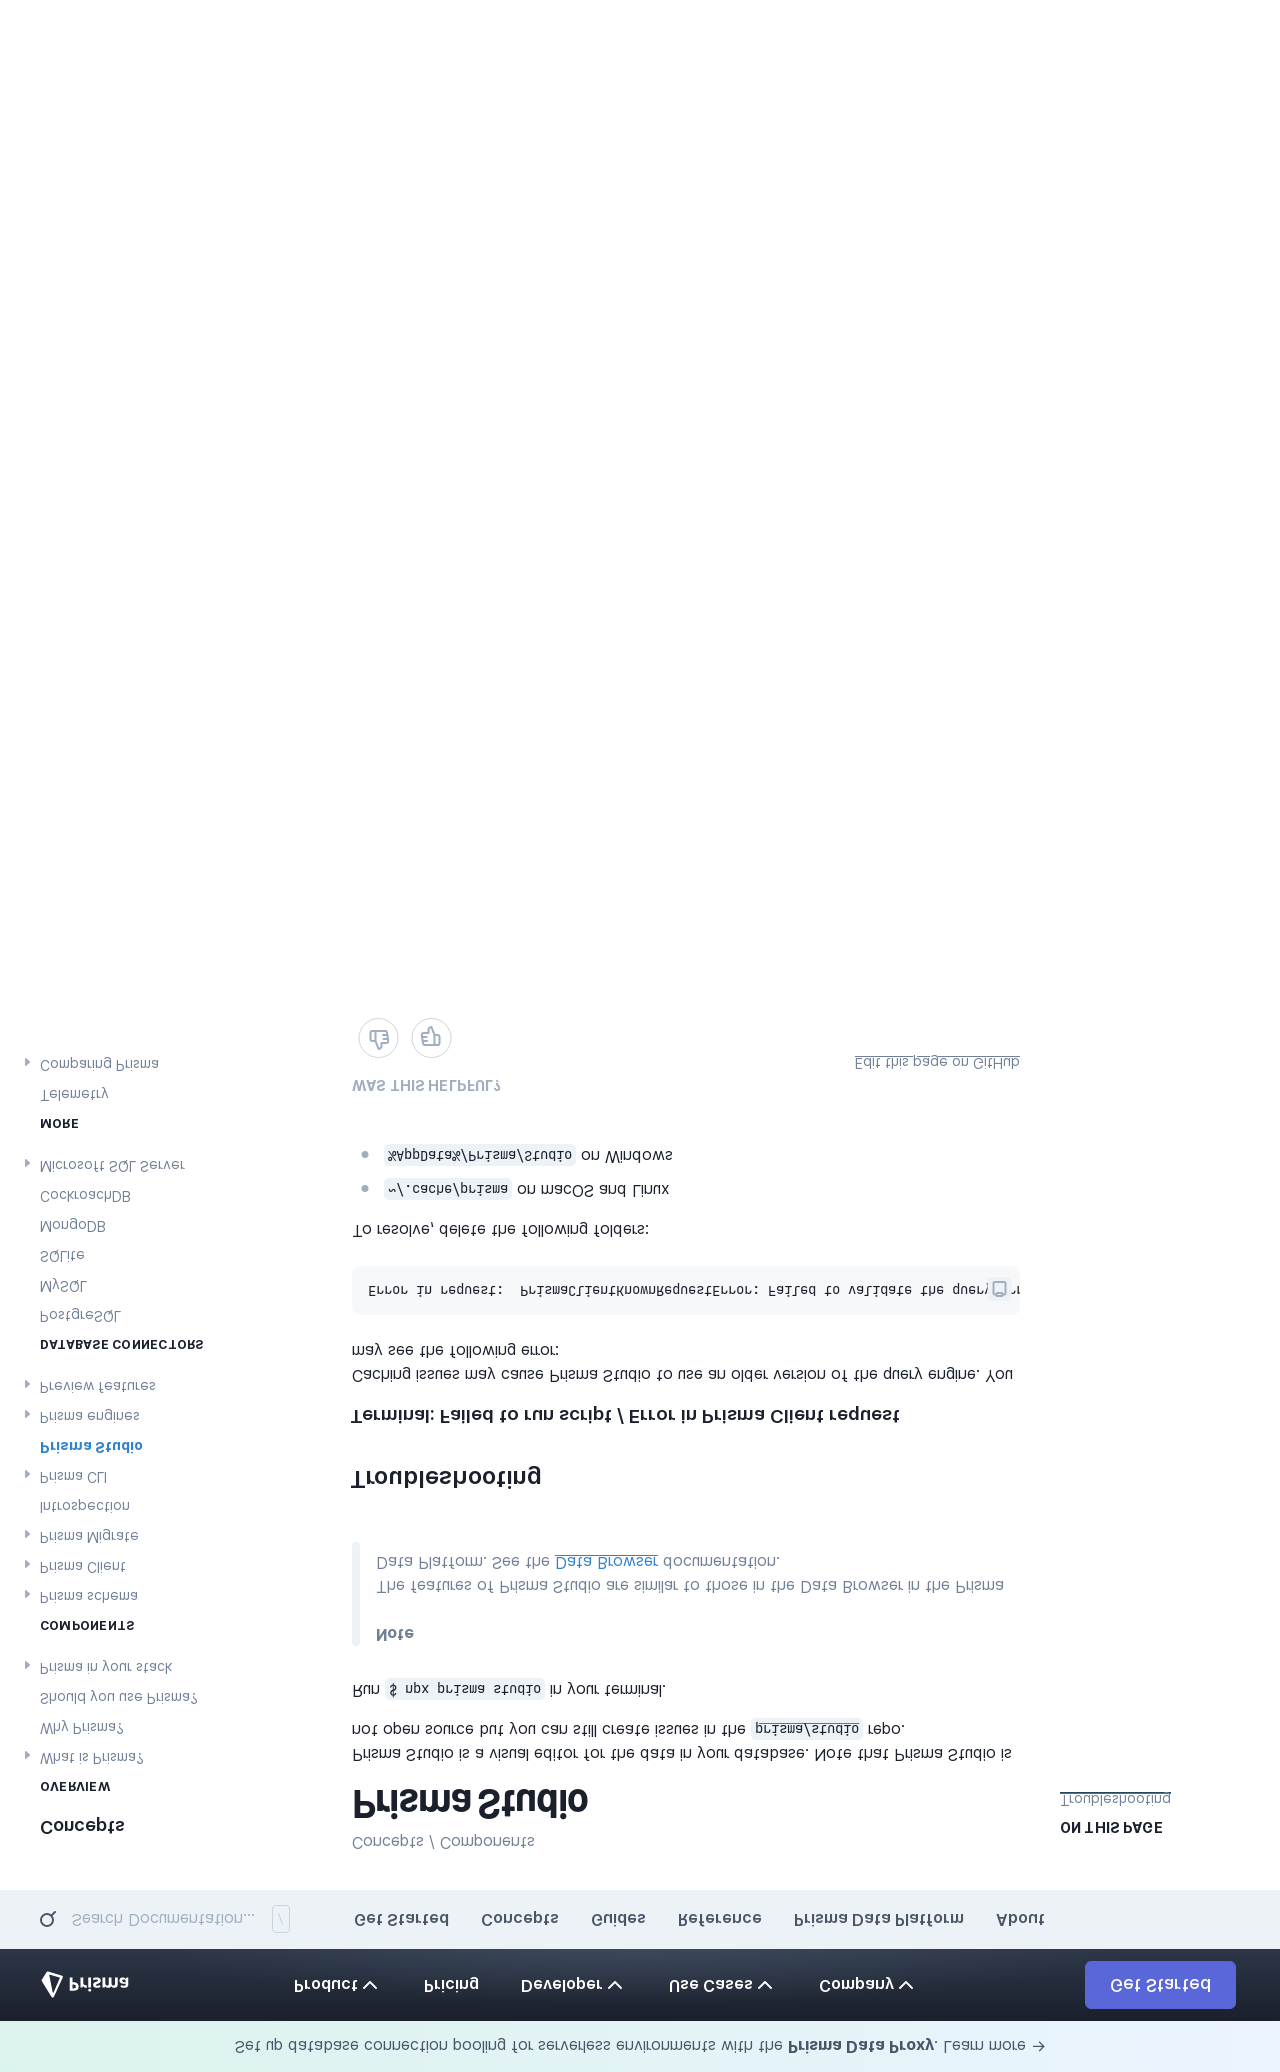 Set up database connection pooling for serverless environments with the Prisma Data Proxy. Learn more →
Prisma
Product
Pricing
Developer
Use Cases
Company
Get Started
Search Documentation... /
Get Started
Concepts
Guides
Reference
Prisma Data Platform
About
Concepts
OVERVIEW
What is Prisma?
Why Prisma?
Should you use Prisma?
Prisma in your stack
COMPONENTS
Prisma schema
Prisma Client
Prisma Migrate
Introspection
Prisma CLI
Prisma Studio
Prisma engines
Preview features
DATABASE CONNECTORS
PostgreSQL
MySQL
SQLite
MongoDB
CockroachDB
Microsoft SQL Server
MORE
Telemetry
Comparing Prisma
Concepts / Components
Prisma Studio
Prisma Studio is a visual editor for the data in your database. Note that Prisma Studio is
not open source but you can still create issues in the prisma/studio repo.
Run $ npx prisma studio in your terminal.
Note
The features of Prisma Studio are similar to those in the Data Browser in the Prisma
Data Platform. See the Data Browser documentation.
Troubleshooting
Terminal: Failed to run script / Error in Prisma Client request
Caching issues may cause Prisma Studio to use an older version of the query engine. You
may see the following error:
Error in request: PrismaClientKnownRequestError: Failed to validate the query
To resolve, delete the following folders:
~/.cache/prisma on macOS and Linux
%AppData%/Prisma/Studio on Windows
WAS THIS HELPFUL?
Edit this page on GitHub
ON THIS PAGE
Troubleshooting